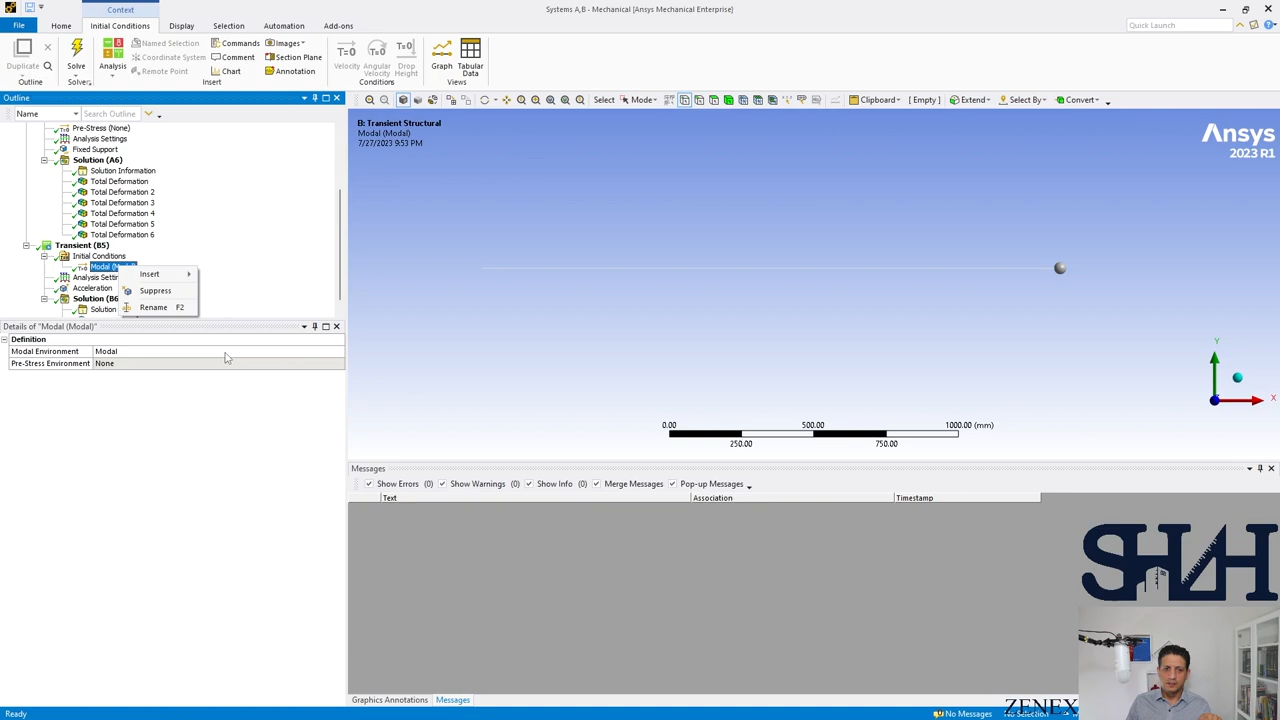 Context
Systems A,B - Mechanical [Ansys Mechanical Enterprise]
File
Home
Initial Conditions
Display
Selection
Automation
Add-ons
Quick Launch
Duplicate
Outline
Solve
Solver
Analysis
Named Selection
Coordinate System
Remote Point
Commands
Comment
Chart
Images
Section Plane
Annotation
Insert
T=0
Velocity
T=0
Angular
Velocity
T=0
Drop
Height
Conditions
Graph
Tabular
Data
Views
Outline
Name
Search Outline
Select
Mode
Clipboard
[ Empty ]
Extend
Select By
Convert
Pre-Stress (None)
Analysis Settings
Fixed Support
Solution (A6)
Solution Information
Total Deformation
Total Deformation 2
Total Deformation 3
Total Deformation 4
Total Deformation 5
Total Deformation 6
Transient (B5)
Initial Conditions
Analysis
Acceleration
Solution (B6
Solution
Insert
Suppress
Rename F2
Details of "Modal (Modal)"
Definition
Modal Environment Modal
Pre-Stress Environment None
B: Transient Structural
Modal (Modal)
7/27/2023 9:53 PM
Ansys
2023 R1
Y
X
0.00 500.00 1000.00 (mm)
250.00 750.00
Messages
Show Errors (0) Show Warnings (0) Show Info (0) Merge Messages Pop-up Messages
Text Association Timestamp
Graphics Annotations Messages
SHAH
ZENEX
Ready
No Messages
No Selection